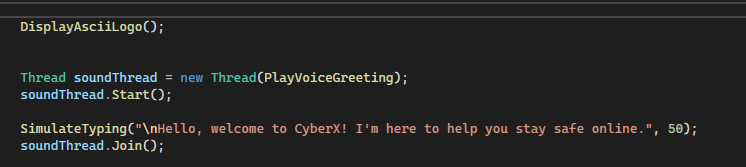 DisplayAsciiLogo();
Thread soundThread = new Thread(PlayVoiceGreeting);
soundThread.Start();
SimulateTyping("\nHello, welcome to CyberX! I'm here to help you stay safe online.", 50);
soundThread.Join();